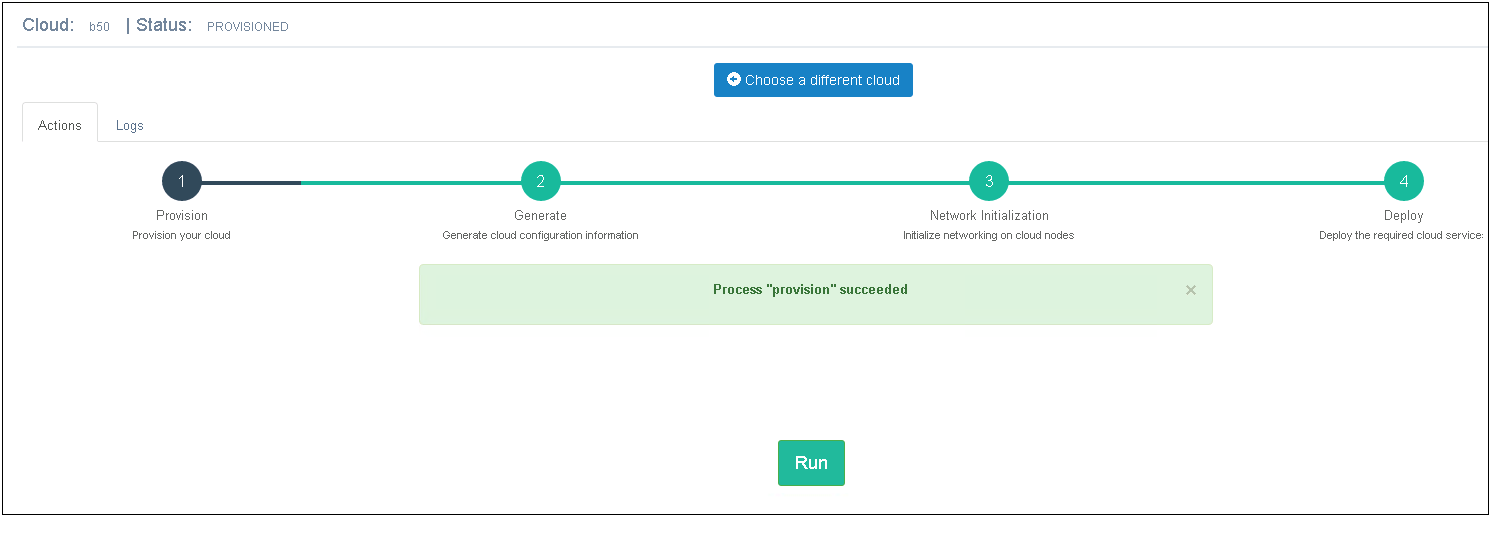 Cloud: b50 | Status: PROVISIONED
Choose a different cloud
Actions Logs
1 2 3 4
Provision Generate Network Initialization Deploy
Provision your cloud Generate cloud configuration information Initialize networking on cloud nodes Deploy the required cloud service:
Process "provision" succeeded ×
Run